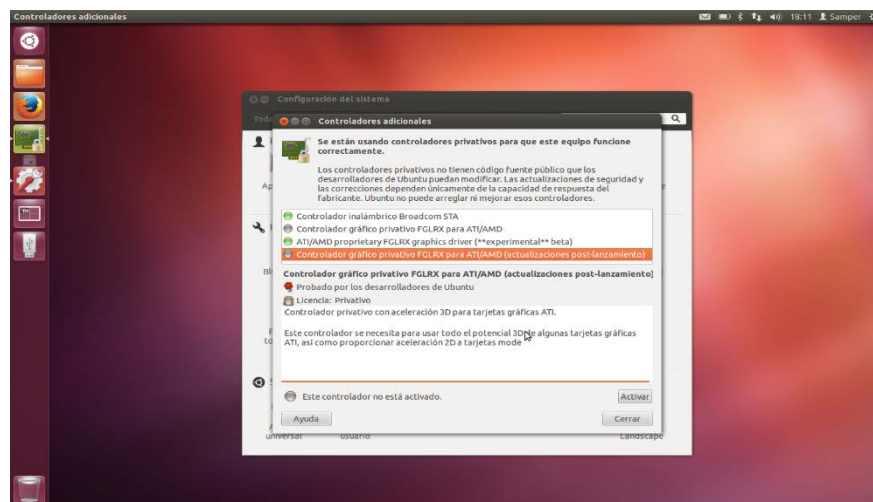 Controladores adicionales
18:11 Samper
Configuración del sistema
Toda
Controladores adicionales
Se están usando controladores privativos para que este equipo funcione
correctamente.
Los controladores privativos no tienen código fuente público que los
desarrolladores de Ubuntu puedan modificar. Las actualizaciones de seguridad y
las correcciones dependen únicamente de la capacidad de respuesta del
fabricante. Ubuntu no puede arreglar ni mejorar esos controladores.
Ap
Controlador inalámbrico Broadcom STA
Controlador gráfico privativo FGLRX para ATI/AMD
ATI/AMD proprietary FGLRX graphics driver (**experimental** beta)
Controlador gráfico privativo FGLRX para ATI/AMD (actualizaciones post-lanzamiento)
Bl
Controlador gráfico privativo FGLRX para ATI/AMD (actualizaciones post-lanzamiento)
Probado por los desarrolladores de Ubuntu
Licencia: Privativo
Controlador privativo con aceleración 3D para tarjetas gráficas ATI.
Este controlador se necesita para usar todo el potencial 3D de algunas tarjetas gráficas
ATI, así como proporcionar aceleración 2D a tarjetas mode
to
Este controlador no está activado.
Activar
Ayuda
Cerrar
universal
usuario
Landscape